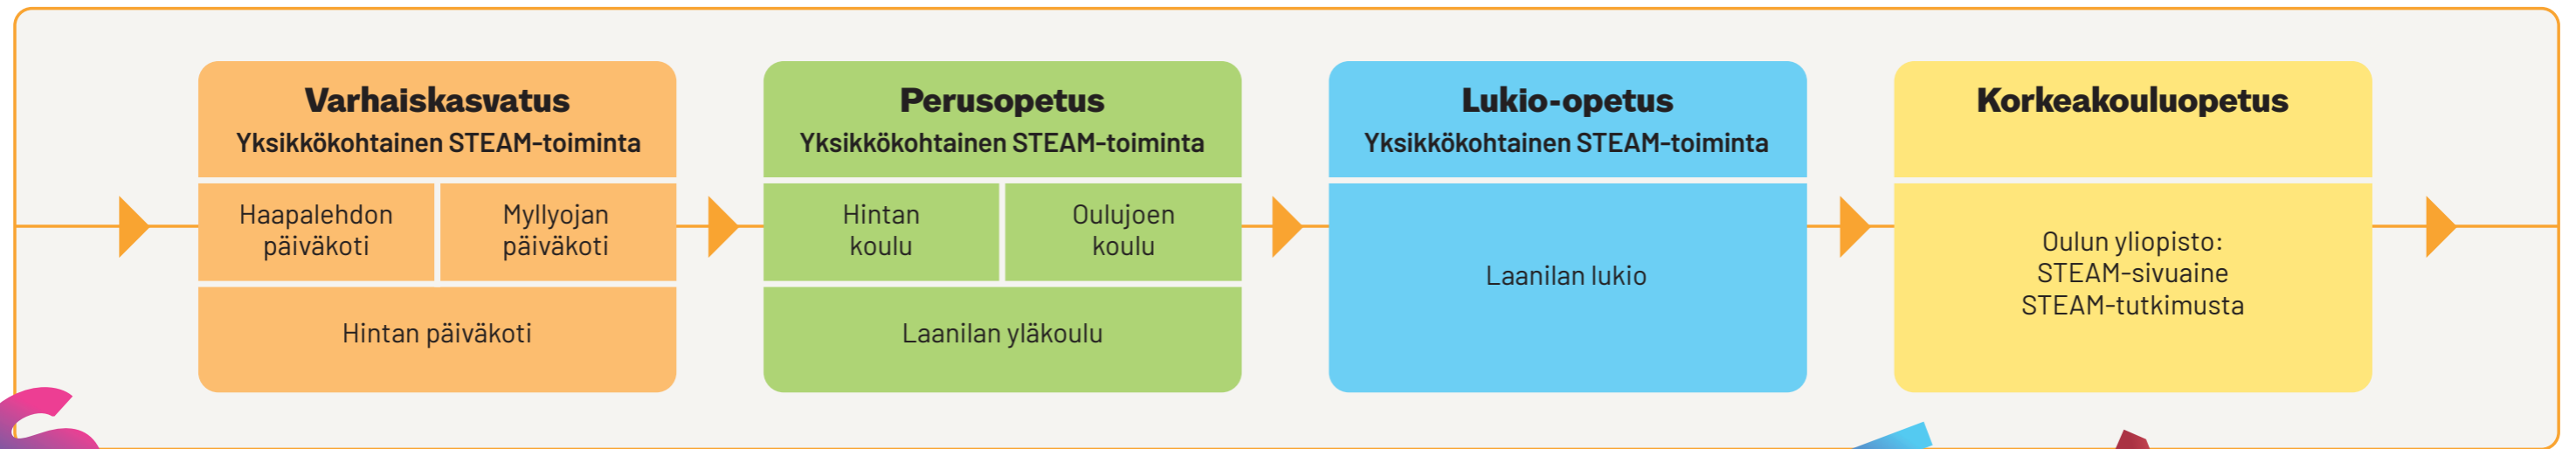 Varhaiskasvatus
Yksikkökohtainen STEAM-toiminta
Haapalehdon
päiväkoti
Myllyojan
päiväkoti
Hintan päiväkoti
Perusopetus
Yksikkökohtainen STEAM-toiminta
Hintan
koulu
Oulujoen
koulu
Laanilan yläkoulu
Lukio-opetus
Yksikkökohtainen STEAM-toiminta
Laanilan lukio
Korkeakouluopetus
Oulun yliopisto:
STEAM-sivuaine
STEAM-tutkimusta